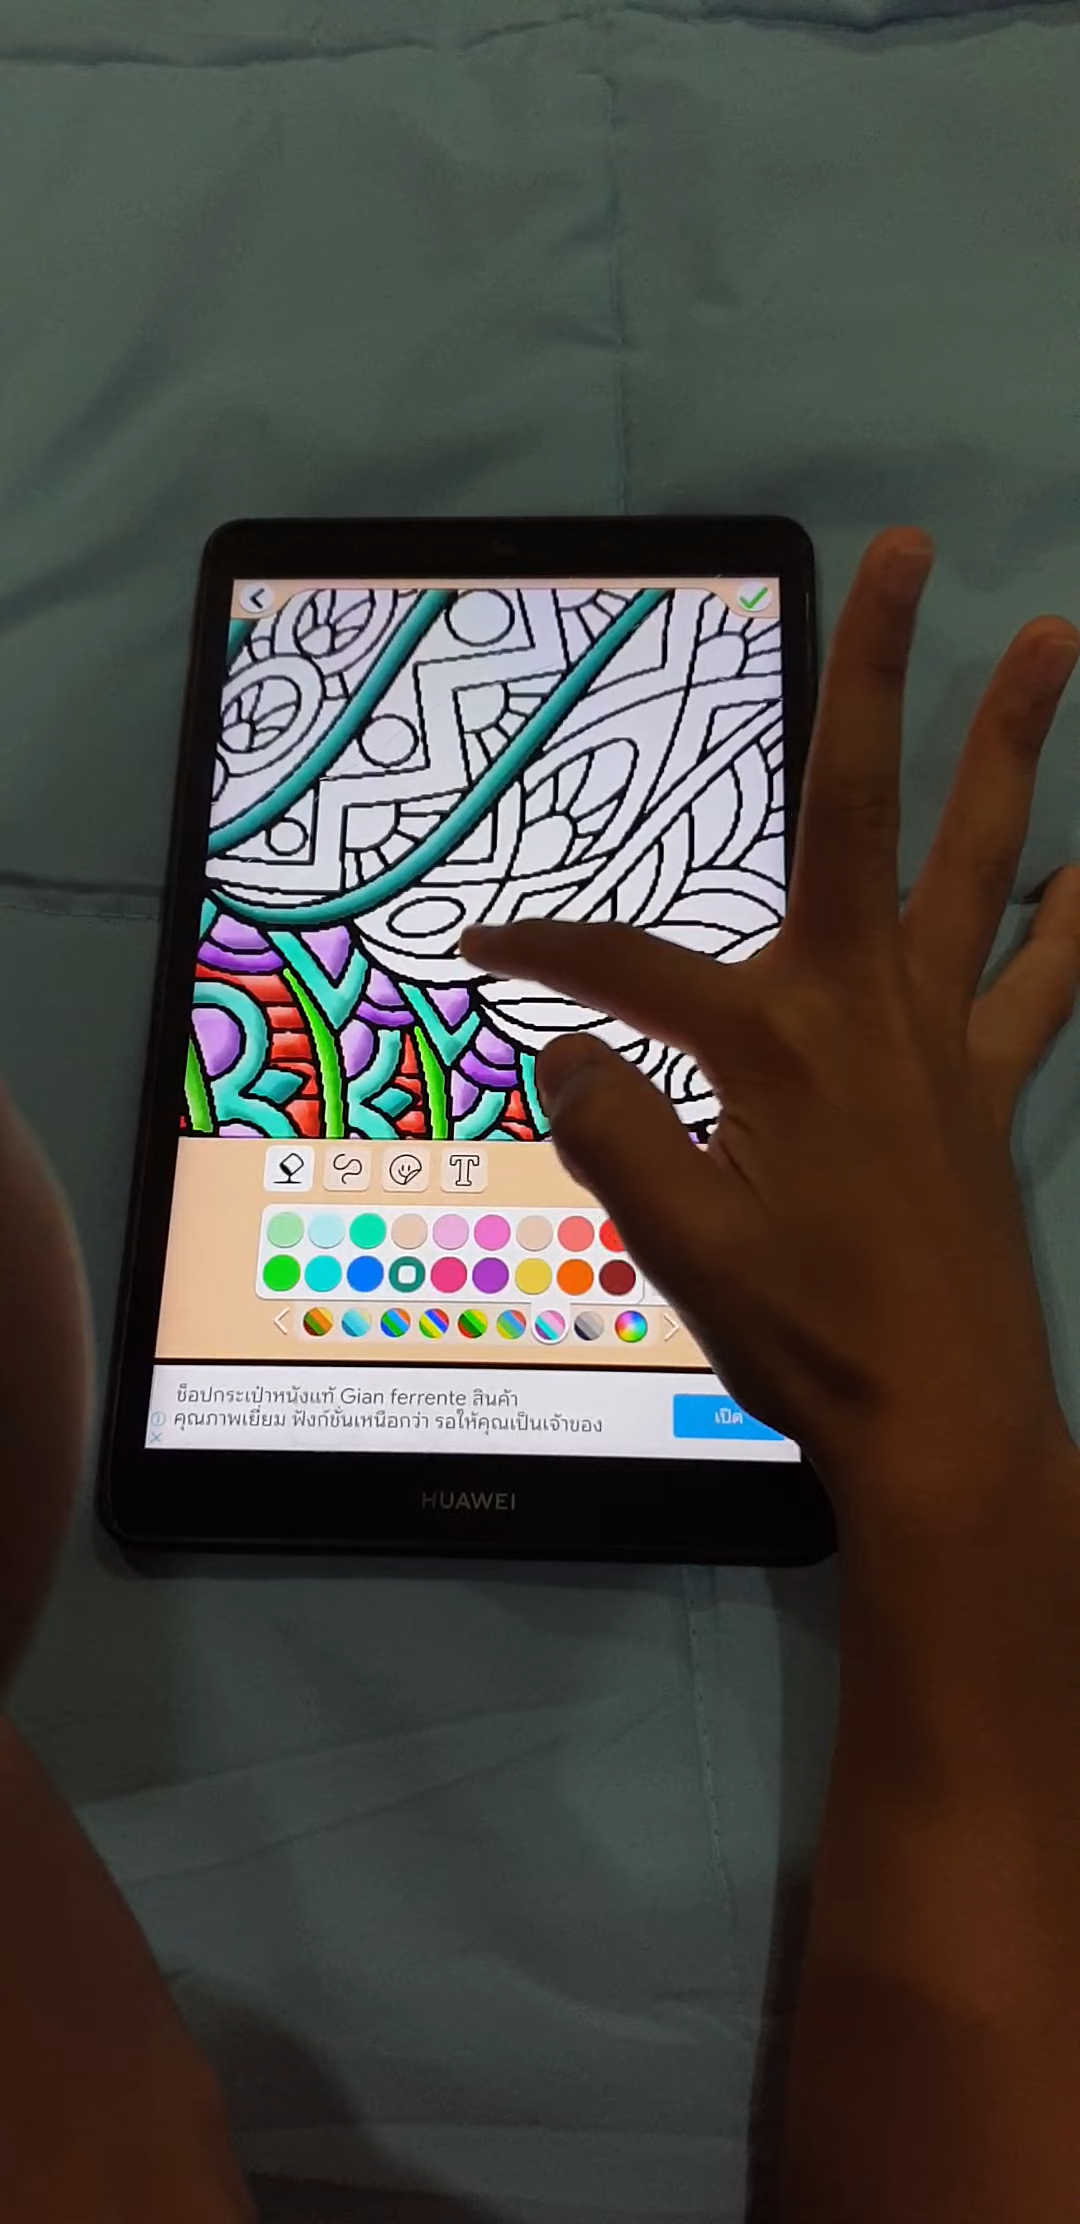 T
ช็อปกระเป๋าหนังแท้ Gian ferrente สินค้า
คุณภาพเยี่ยม ฟังก์ชั่นเหนือกว่า รอให้คุณเป็นเจ้าของ
เปิด
HUAWEI